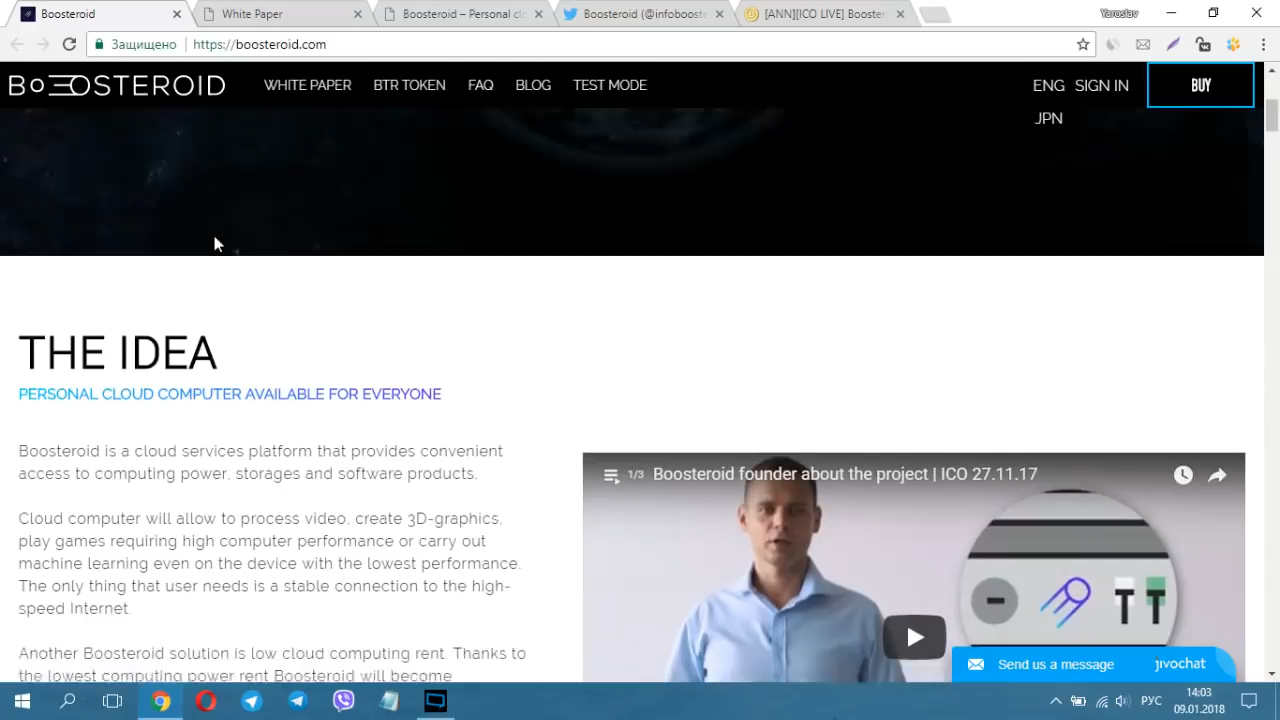 Boosteroid
White Paper
Boosteroid – Personal clo
Boosteroid (@infobooste
[ANN][ICO LIVE] Booster
Yaroslav
Защищено
https://boosteroid.com
BOOSTEROID
WHITE PAPER
BTR TOKEN
FAQ
BLOG
TEST MODE
ENG
SIGN IN
BUY
JPN
THE IDEA
PERSONAL CLOUD COMPUTER AVAILABLE FOR EVERYONE
Boosteroid is a cloud services platform that provides convenient
access to computing power, storages and software products.
Cloud computer will allow to process video, create 3D-graphics,
play games requiring high computer performance or carry out
machine learning even on the device with the lowest performance.
The only thing that user needs is a stable connection to the high-
speed Internet.
Another Boosteroid solution is low cloud computing rent. Thanks to
the lowest computing power rent Boosteroid will become
1/3
Boosteroid founder about the project | ICO 27.11.17
T T
Send us a message
jivochat
РУС
14:03
09.01.2018